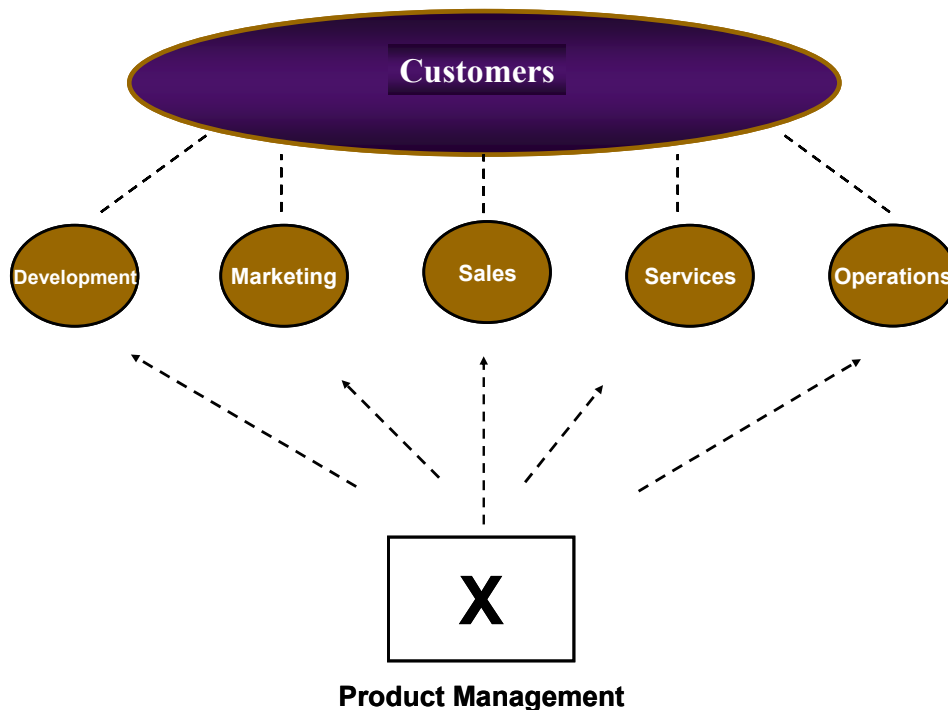 Customers
Development
Marketing
Sales
Services
Operations
X
Product Management